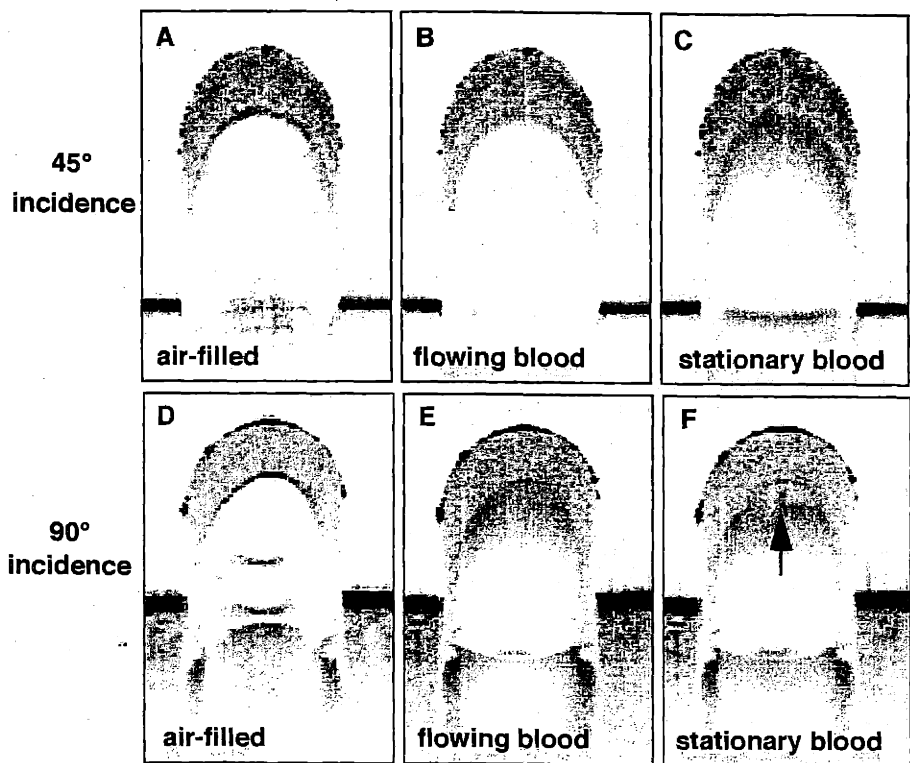 A
B
C
45°
incidence
air-filled
flowing blood
stationary blood
D
E
F
90°
incidence
air-filled
flowing blood
stationary blood